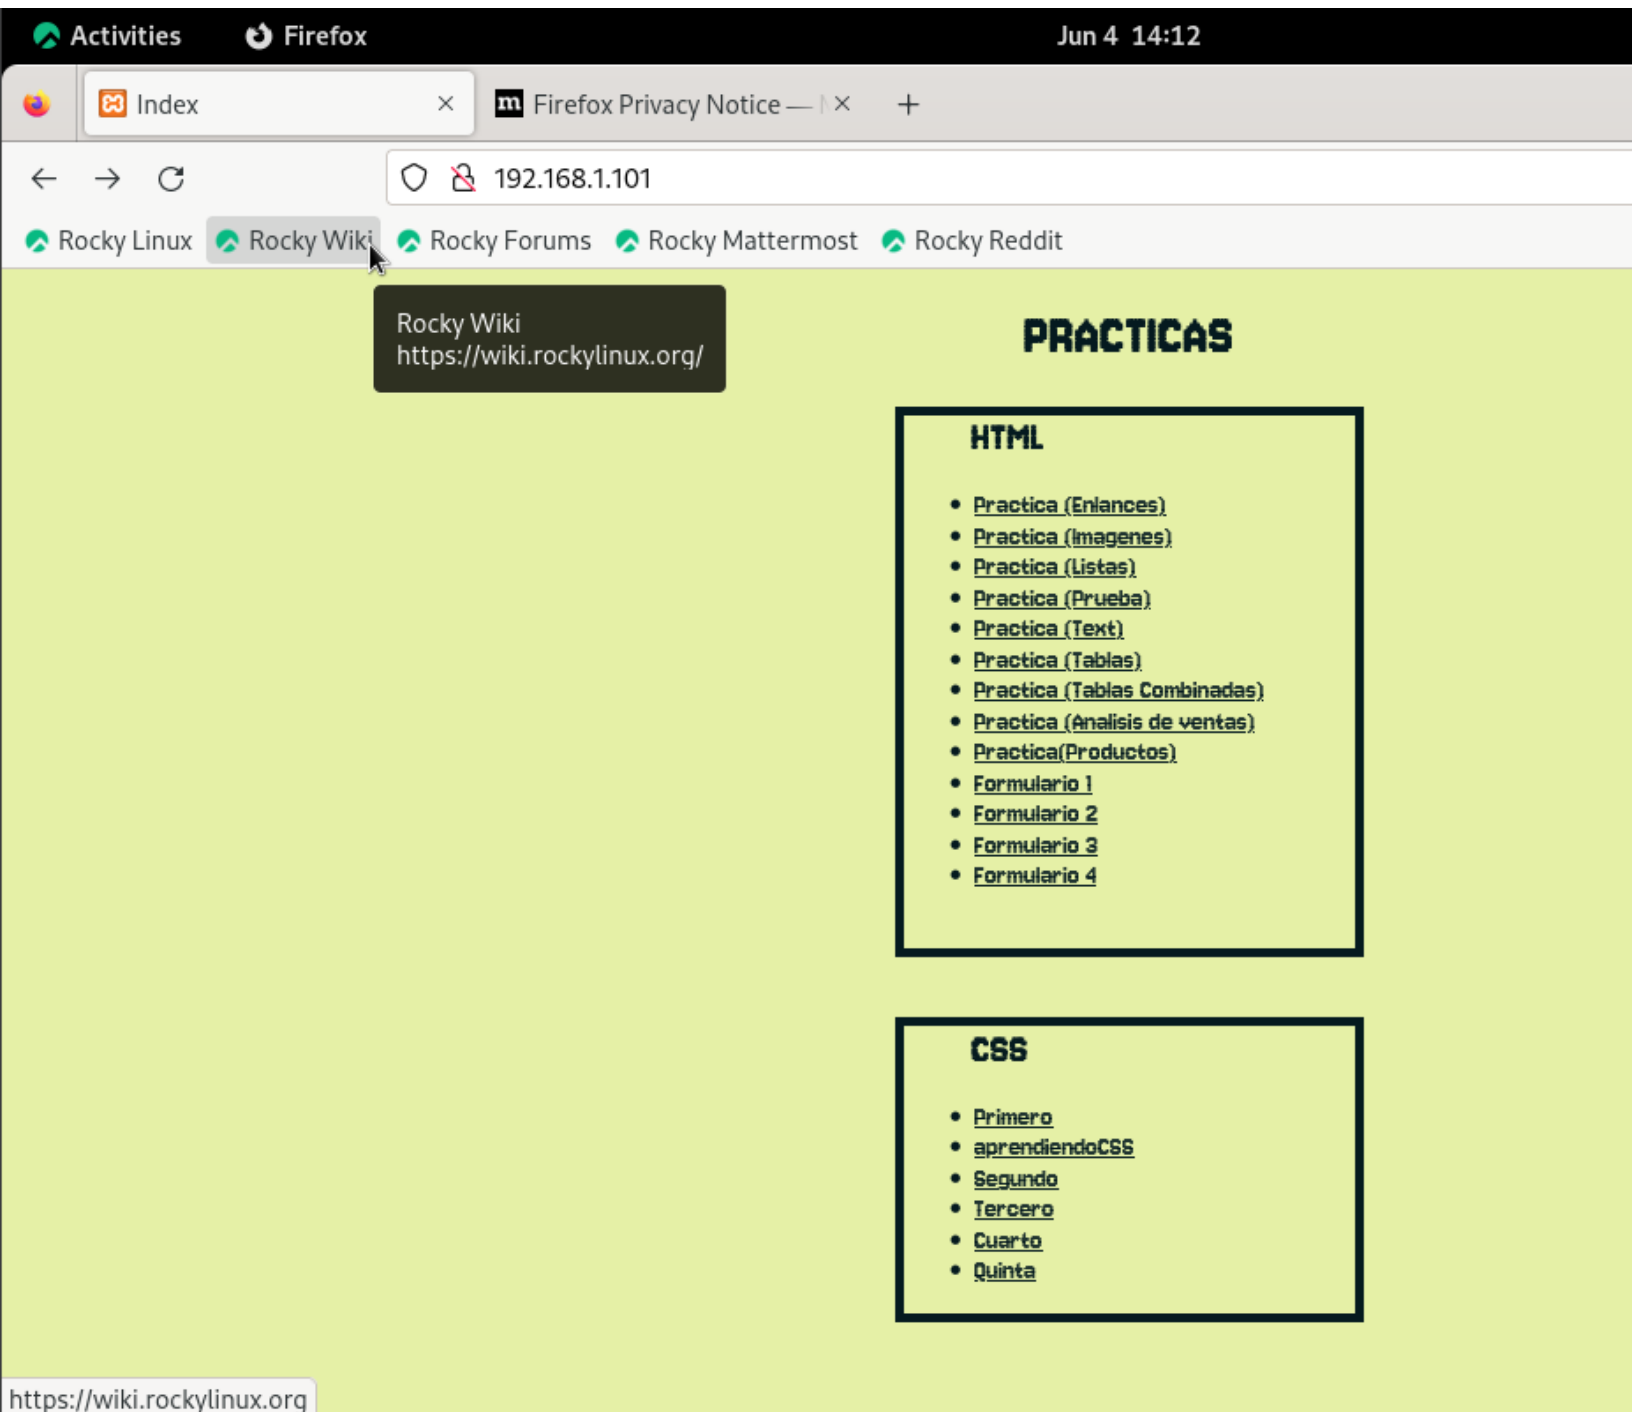 Activities Firefox Jun 4 14:12
Index Firefox Privacy Notice —
192.168.1.101
Rocky Linux Rocky Wiki Rocky Forums Rocky Mattermost Rocky Reddit
Rocky Wiki
https://wiki.rockylinux.org/
PRACTICAS
HTML
Practica (Enlances)
Practica (Imagenes)
Practica (Listas)
Practica (Prueba)
Practica (Text)
Practica (Tablas)
Practica (Tablas Combinadas)
Practica (Analisis de ventas)
Practica(Productos)
Formulario 1
Formulario 2
Formulario 3
Formulario 4
CSS
Primero
aprendiendoCSS
Segundo
Tercero
Cuarto
Quinta
https://wiki.rockylinux.org